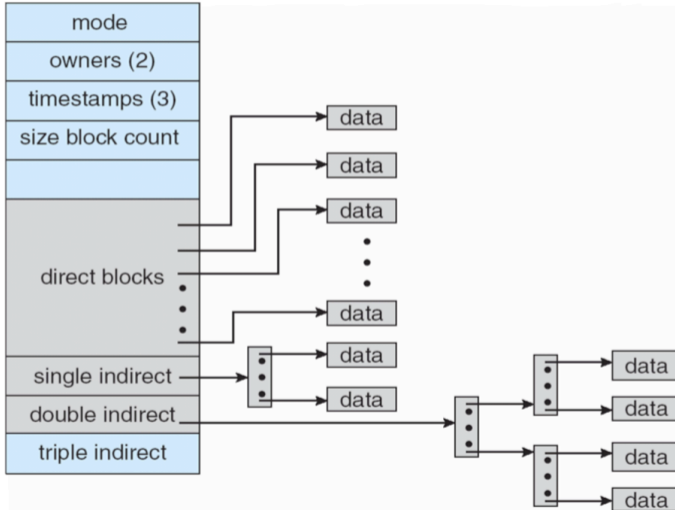 mode
owners (2)
timestamps (3)
size block count
direct blocks
single indirect
double indirect
triple indirect
data
data
data
data
data
data
data
data
data
data